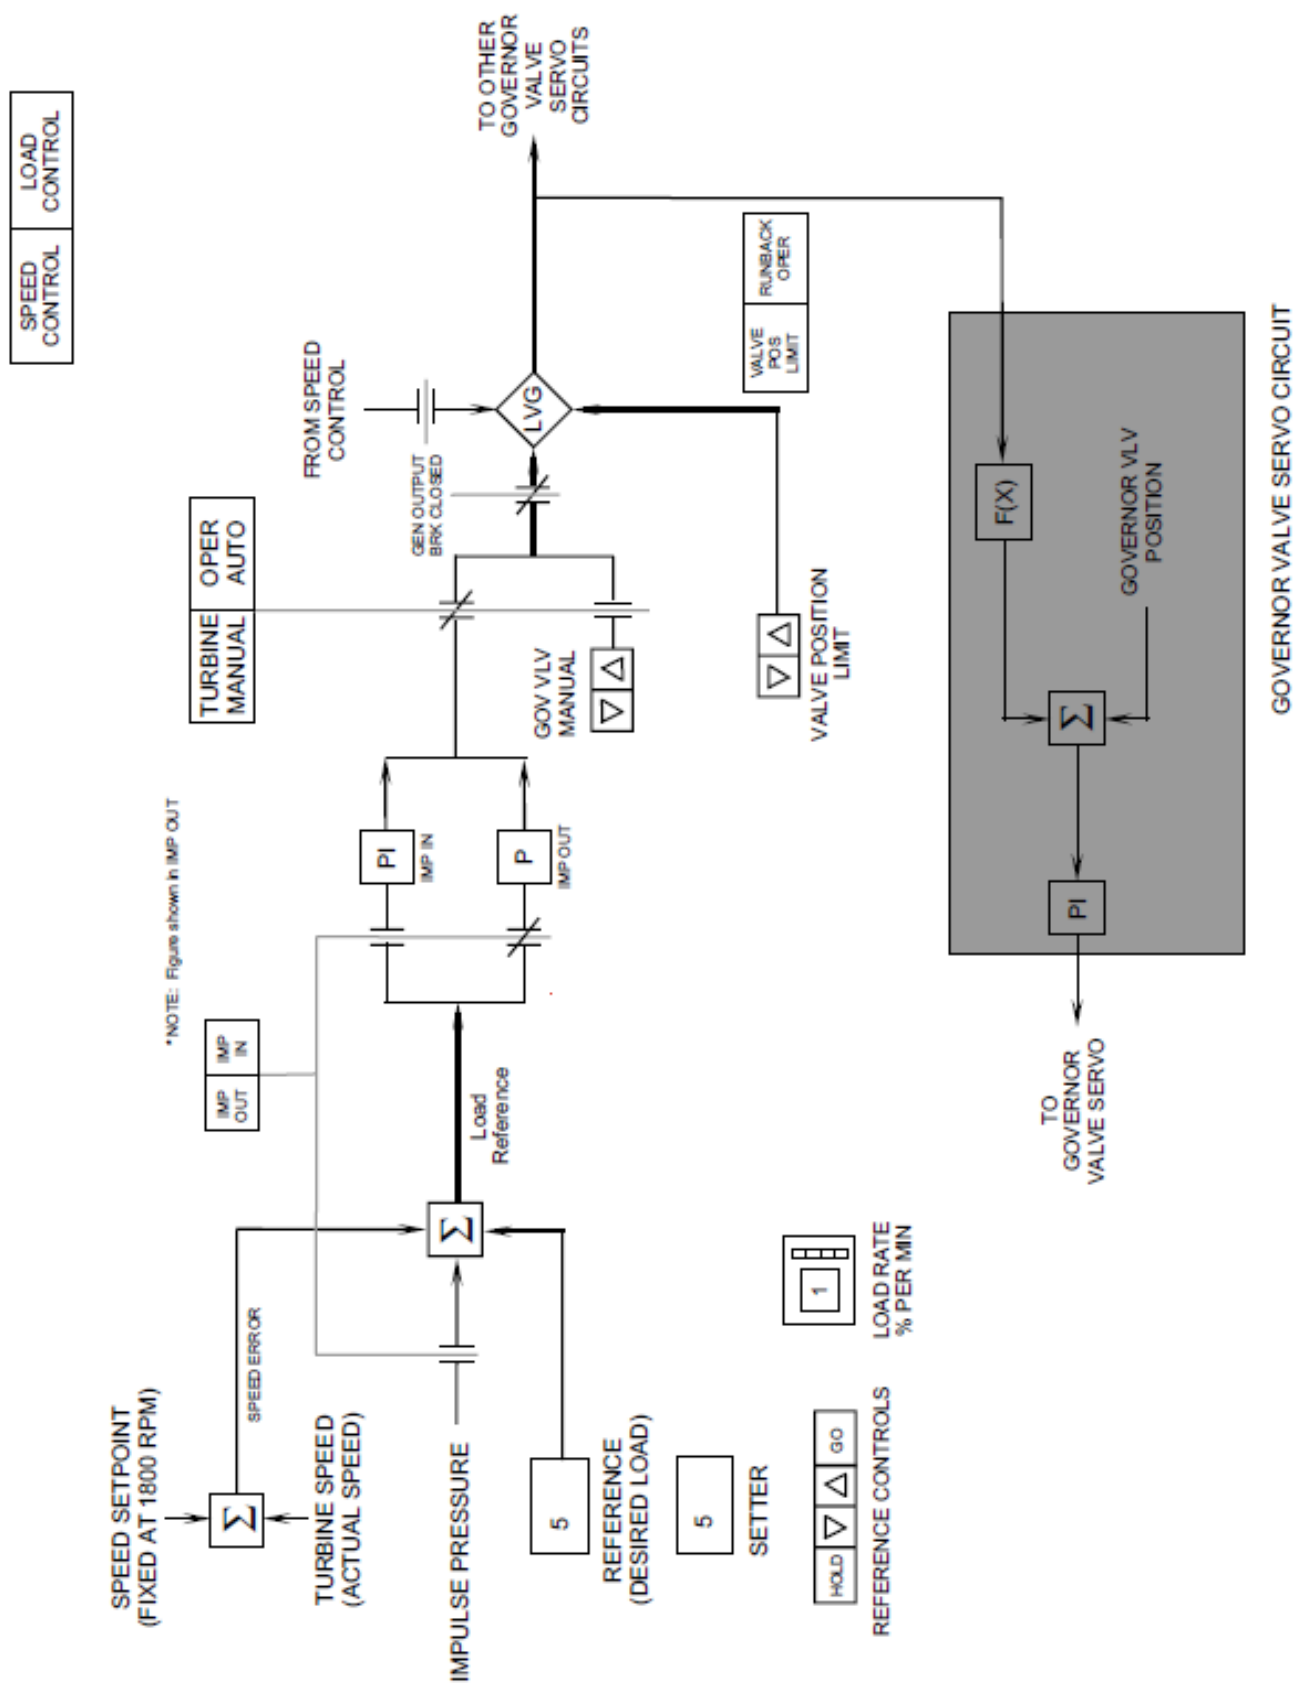 SPEED
CONTROL
LOAD
CONTROL
TURBINE
MANUAL
OPER
AUTO
*NOTE: Figure shown in IMP OUT
IMP
OUT
IMP
IN
SPEED SETPOINT
(FIXED AT 1800 RPM)
Σ
TURBINE SPEED
(ACTUAL SPEED)
SPEED ERROR
IMPULSE PRESSURE
Σ
Load
Reference
PI
IMP IN
P
IMP OUT
GOV VLV
MANUAL
GEN OUTPUT
BRK CLOSED
FROM SPEED
CONTROL
LVG
TO OTHER
GOVERNOR
VALVE
SERVO
CIRCUITS
5
REFERENCE
(DESIRED LOAD)
5
SETTER
HOLD
GO
REFERENCE CONTROLS
1
LOAD RATE
% PER MIN
VALVE POSITION
LIMIT
VALVE
POS
LIMIT
RUNBACK
OPER
TO
GOVERNOR
VALVE SERVO
PI
Σ
F(X)
GOVERNOR VLV
POSITION
GOVERNOR VALVE SERVO CIRCUIT